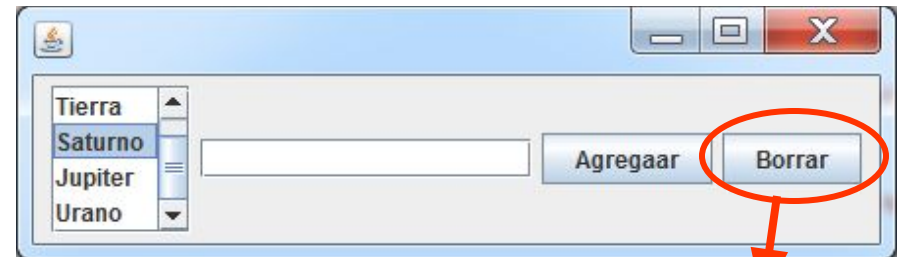 Tierra
Saturno
Jupiter
Urano
Agregaar
Borrar